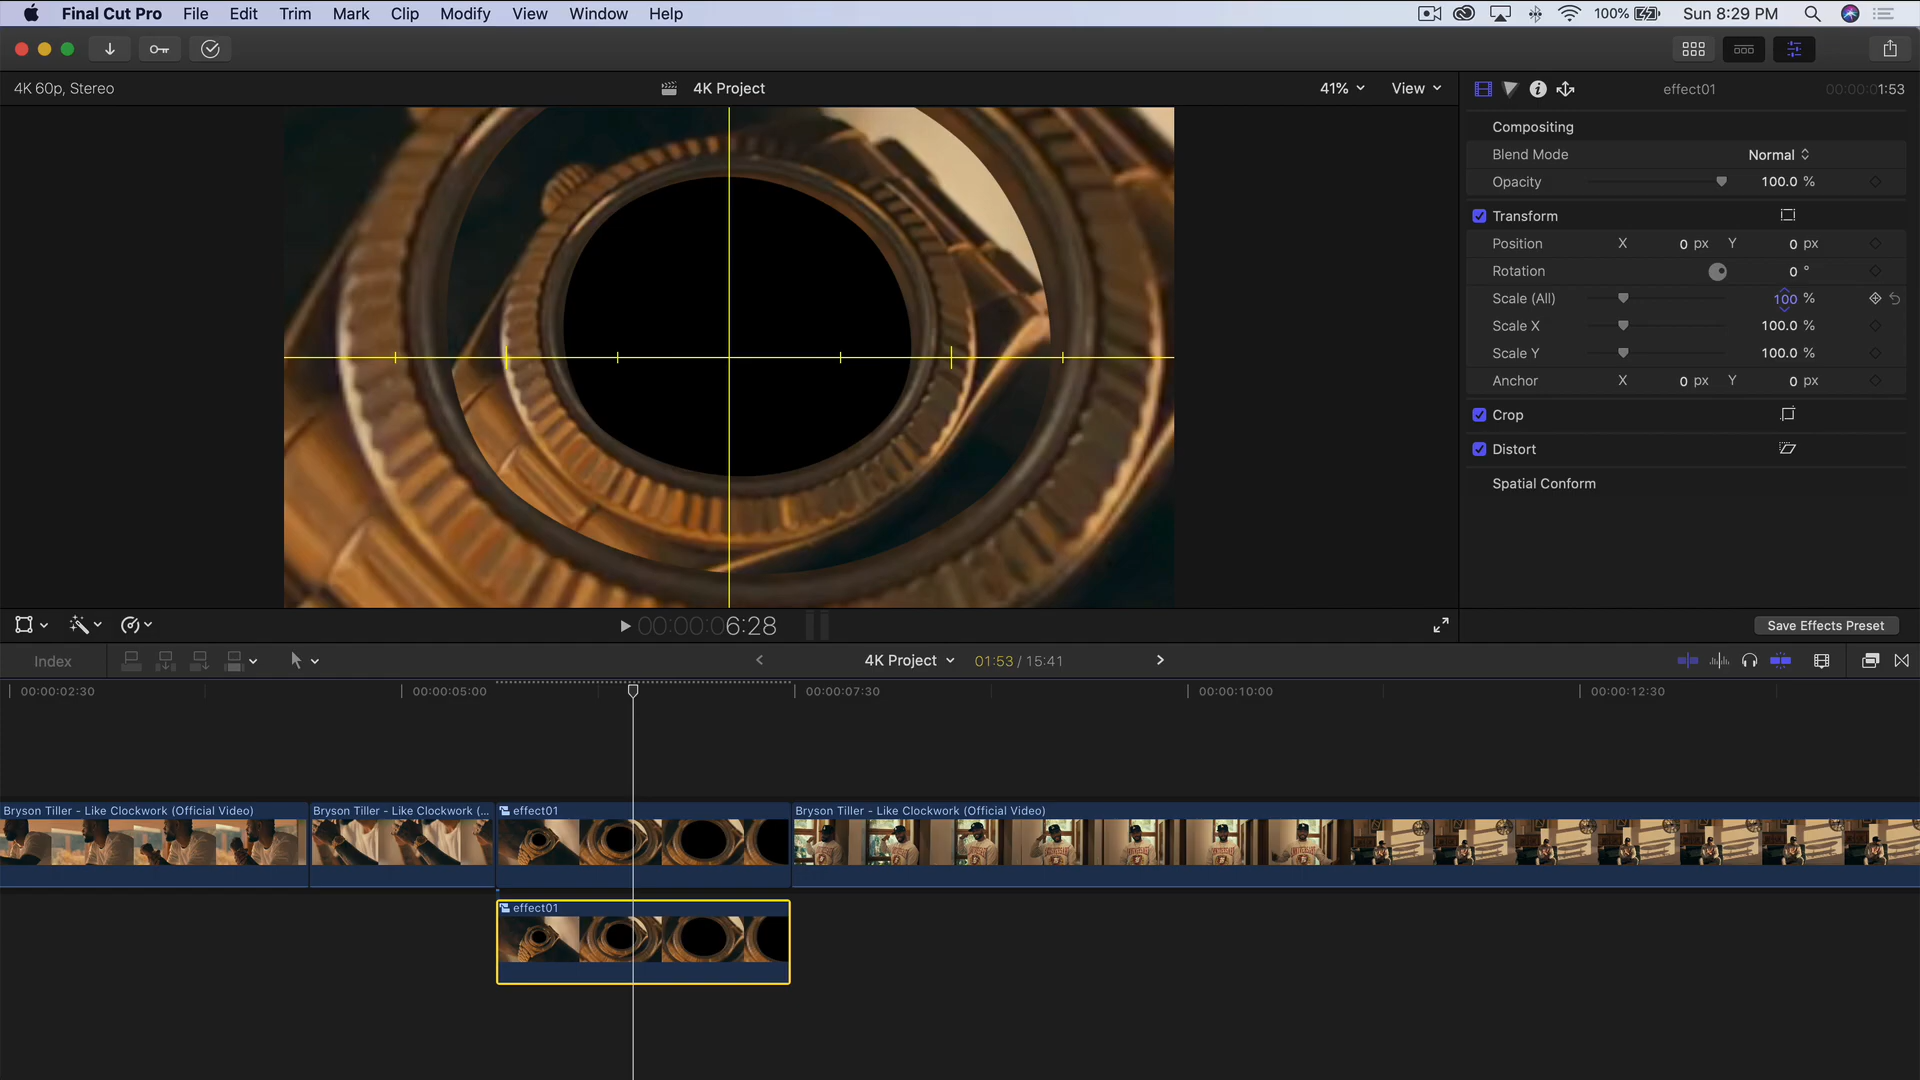 Final Cut Pro File Edit Trim Mark Clip Modify View Window Help 100% Sun 8:29 PM
4K 60p, Stereo 4K Project 41% View effect01 00:00:01:53
Compositing
Blend Mode Normal
Opacity 100.0 %
Transform
Position X 0 px Y 0 px
Rotation 0 °
Scale (All) 100 %
Scale X 100.0 %
Scale Y 100.0 %
Anchor X 0 px Y 0 px
Crop
Distort
Spatial Conform
00:00:06:28 Save Effects Preset
Index 4K Project 01:53 / 15:41
00:00:02:30 00:00:05:00 00:00:07:30 00:00:10:00 00:00:12:30
Bryson Tiller - Like Clockwork (Official Video) Bryson Tiller - Like Clockwork (... effect01 Bryson Tiller - Like Clockwork (Official Video)
effect01